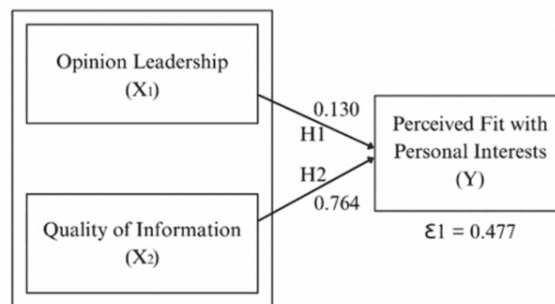 Opinion Leadership
(X1)
0.130
H1
Perceived Fit with
Personal Interests
(Y)
H2
0.764
Quality of Information
(X2)
Ɛ1 = 0.477